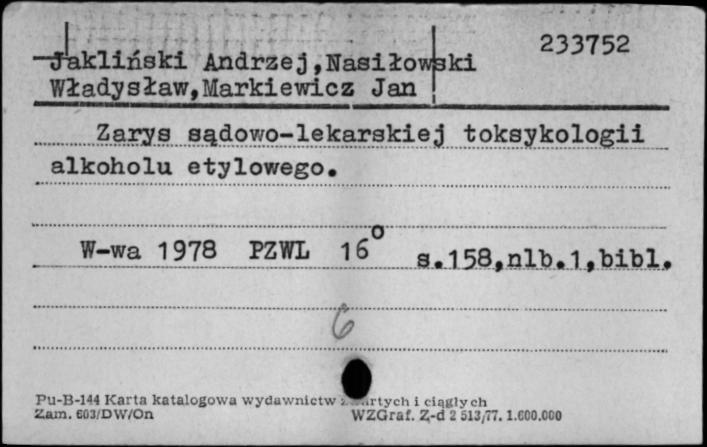 233752
Jakliński Andrzej,Nasiłowski
Władysław,Markiewicz Jan
Zarys sądowo-lekarskiej toksykologii
alkoholu etylowego.
W-wa 1978 PZWL 16° s.158,nlb.1,bibl.
6
Pu-B-144 Karta katalogowa wydawnictw i ciągłych
Zam. 603/DW/On WZGraf. Z-d 2 513/77. 1.600.000